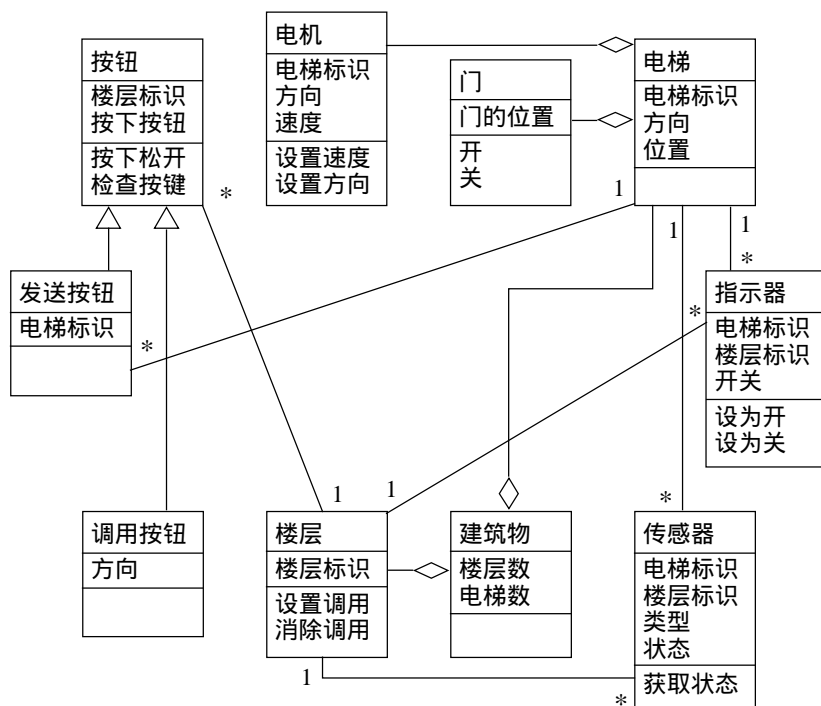 按钮
楼层标识
按下按钮
按下松开
检查按键
电机
电梯标识
方向
速度
设置速度
设置方向
门
门的位置
开
关
电梯
电梯标识
方向
位置
*
1
1
1
发送按钮
电梯标识
*
*
*
指示器
电梯标识
楼层标识
开关
设为开
设为关
1
1
*
调用按钮
方向
楼层
楼层标识
设置调用
消除调用
建筑物
楼层数
电梯数
传感器
电梯标识
楼层标识
类型
状态
获取状态
1
*